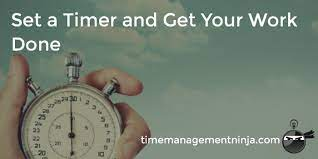 Set a Timer and Get Your Work
Done
timemanagementninja.com